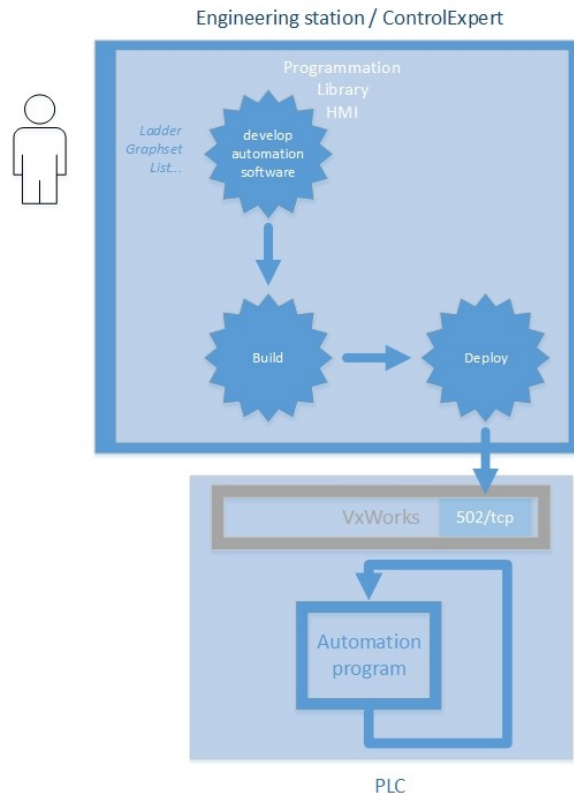 Engineering station / ControlExpert
Programmation
Library
HMI
Ladder
Graphset
List...
develop
automation
software
Build
Deploy
VxWorks
502/tcp
Automation
program
PLC